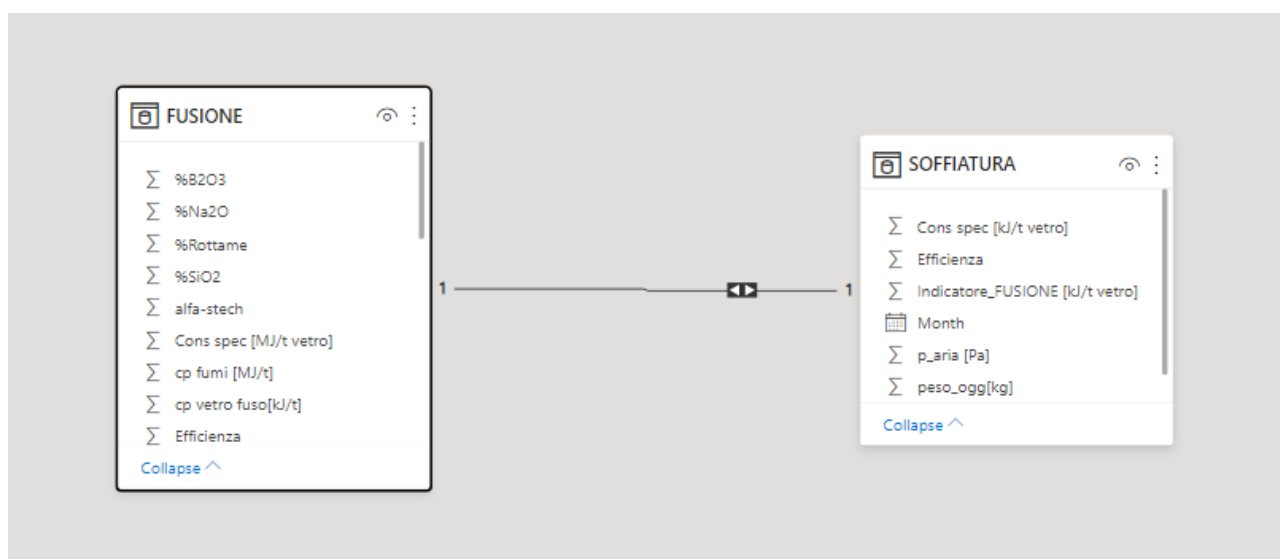 FUSIONE
%B2O3
%Na2O
%Rottame
%SiO2
alfa-stech
Cons spec [MJ/t vetro]
cp fumi [MJ/t]
cp vetro fuso[kJ/t]
Efficienza
Collapse
1
1
SOFFIATURA
Cons spec [kJ/t vetro]
Efficienza
Indicatore_FUSIONE [kJ/t vetro]
Month
p_aria [Pa]
peso_ogg[kg]
Collapse